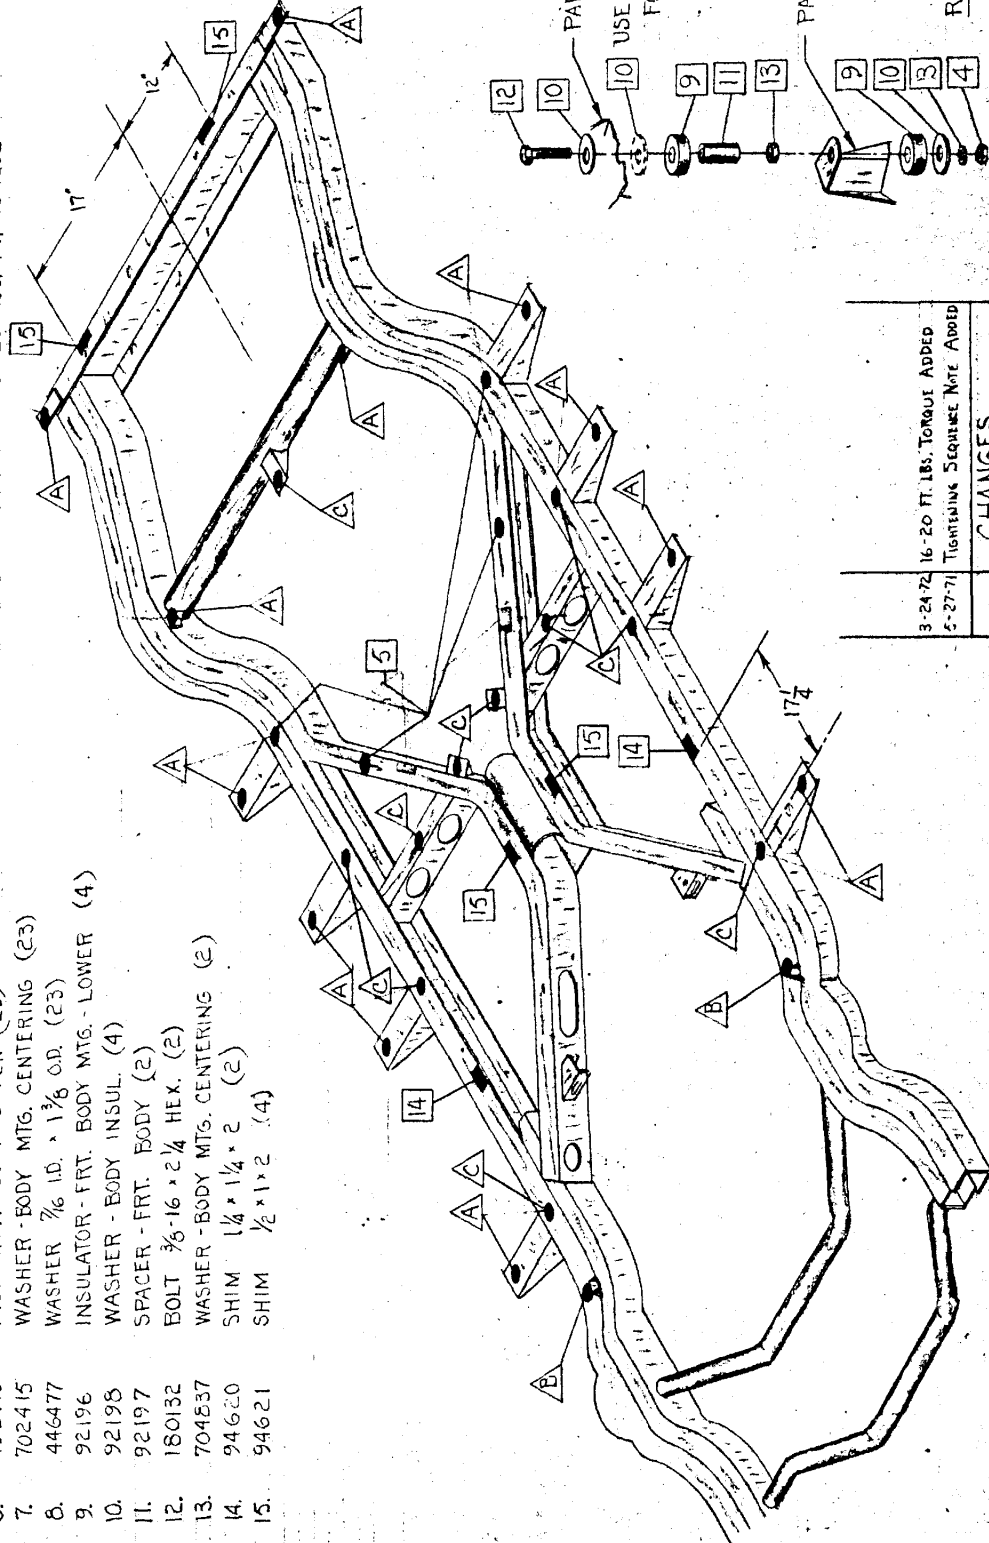 7. 702415 WASHER - BODY MTG. CENTERING (23)
8. 446477 WASHER 7/16 I.D. x 1 3/8 O.D. (23)
9. 92196 INSULATOR - FRT. BODY MTG. - LOWER (4)
10. 92198 WASHER - BODY INSUL. (4)
11. 92197 SPACER - FRT. BODY (2)
12. 180132 BOLT 3/8-16 x 2 1/4 HEX. (2)
13. 704837 WASHER - BODY MTG. CENTERING (2)
14. 94620 SHIM 1/4 x 1 1/4 x 2 (2)
15. 94621 SHIM 1/2 x 1 x 2 (4)
15
17"
12"
15
A
A
A
A
C
A
A
A
A
5
A
C
C
C
A
C
15
15
14
17 1/4
A
C
B
14
C
A
B
12
10
10 USE
9
11
13
9
10
13
4
3-24-72 16-20 FT. LBS. TORQUE ADDED
5-27-71 TIGHTENING SEQUENCE NOTE ADDED
CHANGES